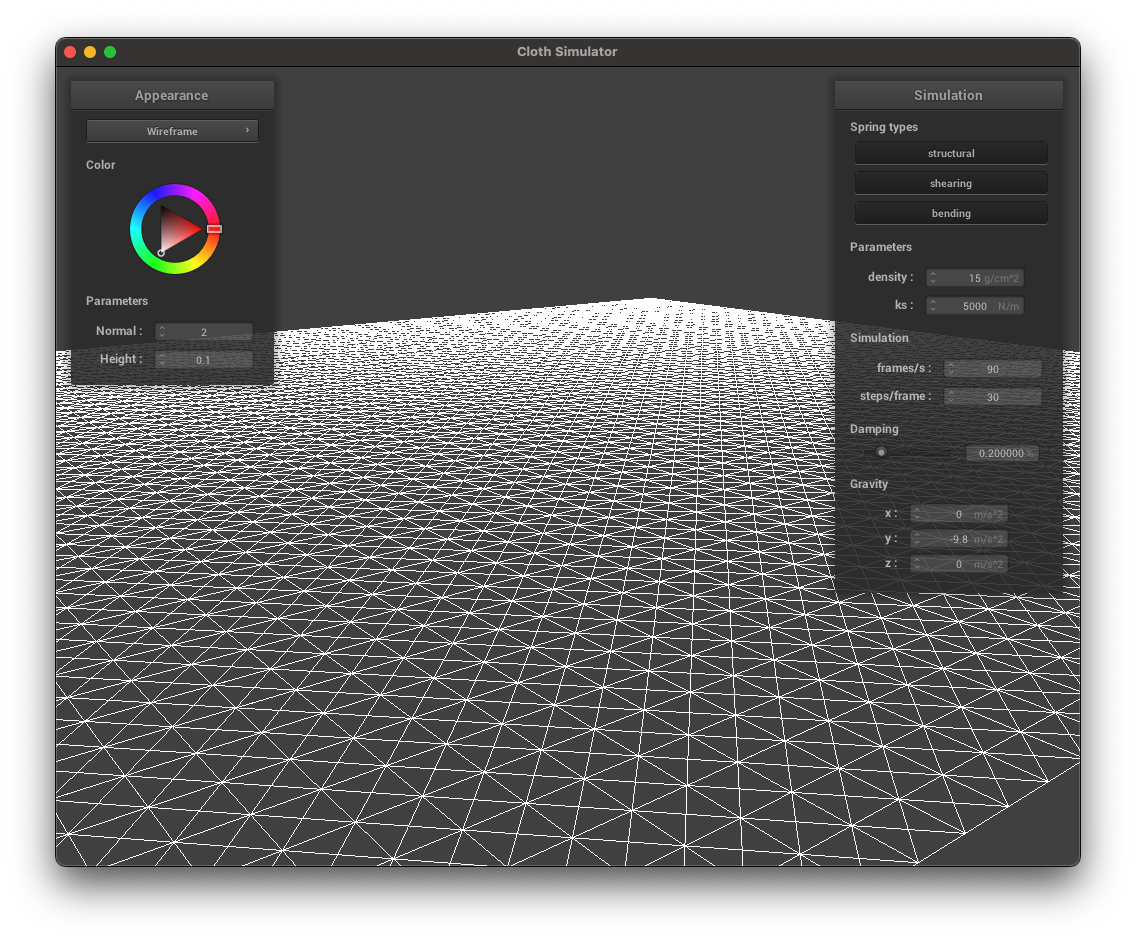 Cloth Simulator
Appearance
Wireframe ›
Color
Parameters
Normal : 2
Height : 0.1
Simulation
Spring types
structural
shearing
bending
Parameters
density : 15 g/cm^2
ks : 5000 N/m
Simulation
frames/s : 90
steps/frame : 30
Damping
0.200000 %
Gravity
x : 0 m/s^2
y : -9.8 m/s^2
z : 0 m/s^2